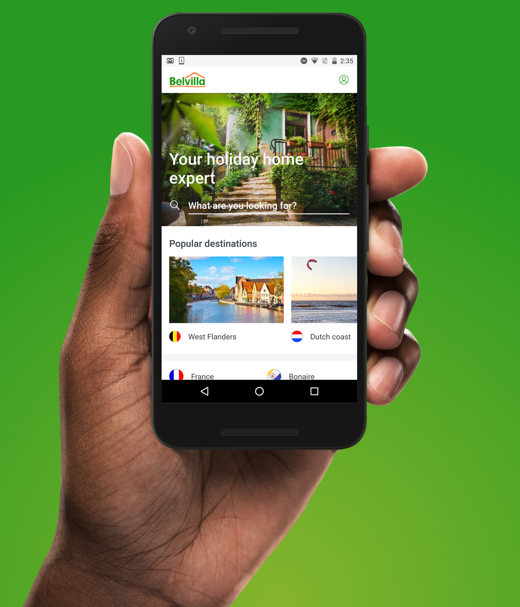 2:35
Belvilla
Your holiday home
expert
What are you looking for?
Popular destinations
West Flanders
Dutch coast
France
Bonaire